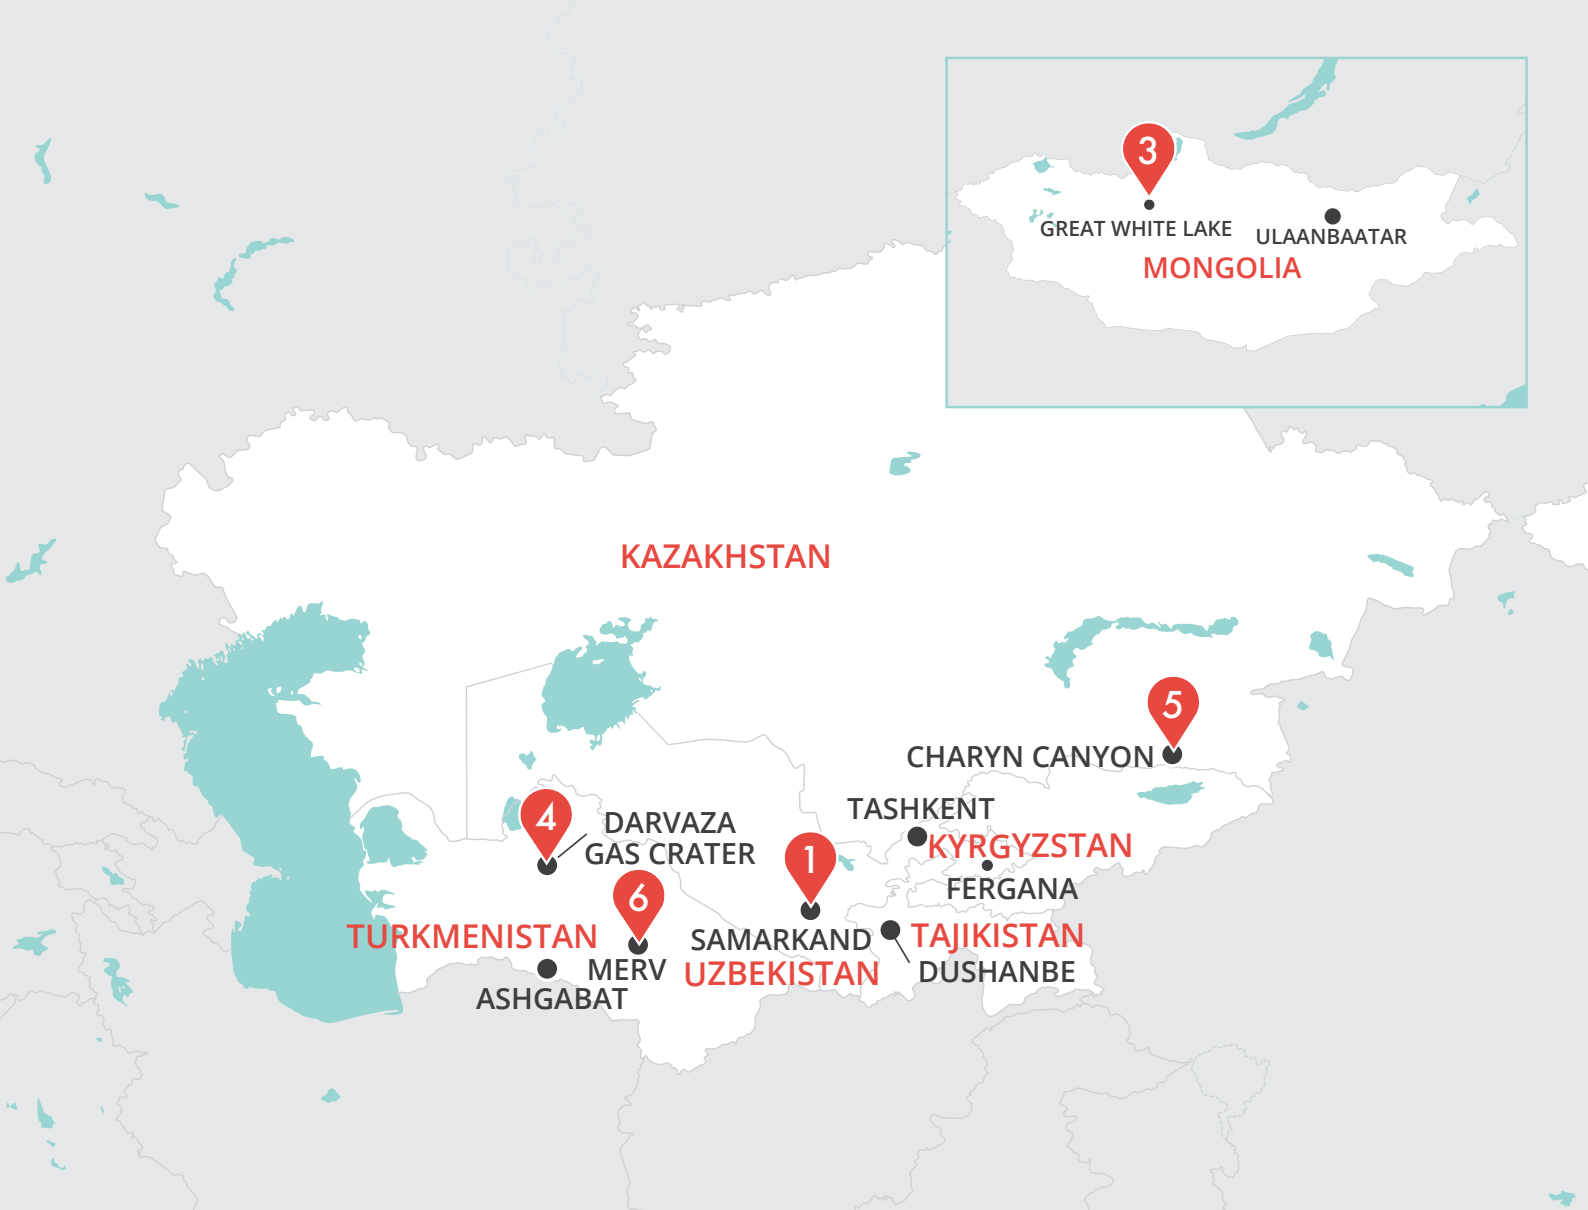 3
GREAT WHITE LAKE
ULAANBAATAR
MONGOLIA
KAZAKHSTAN
5
CHARYN CANYON
TASHKENT
KYRGYZSTAN
FERGANA
4
DARVAZA
GAS CRATER
1
6
SAMARKAND
UZBEKISTAN
TAJIKISTAN
DUSHANBE
TURKMENISTAN
MERV
ASHGABAT